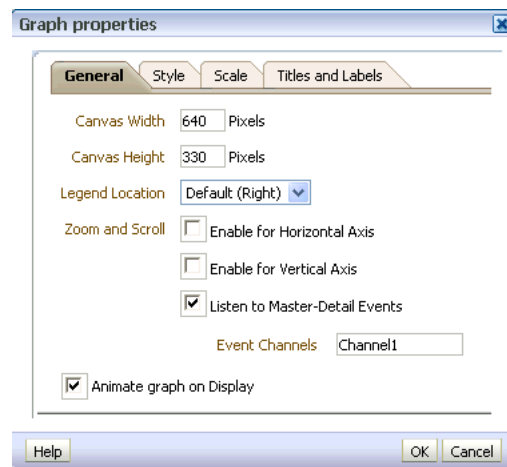 Graph properties
General Style Scale Titles and Labels
Canvas Width 640 Pixels
Canvas Height 330 Pixels
Legend Location Default (Right)
Zoom and Scroll Enable for Horizontal Axis
Enable for Vertical Axis
Listen to Master-Detail Events
Event Channels Channel1
Animate graph on Display
Help OK Cancel